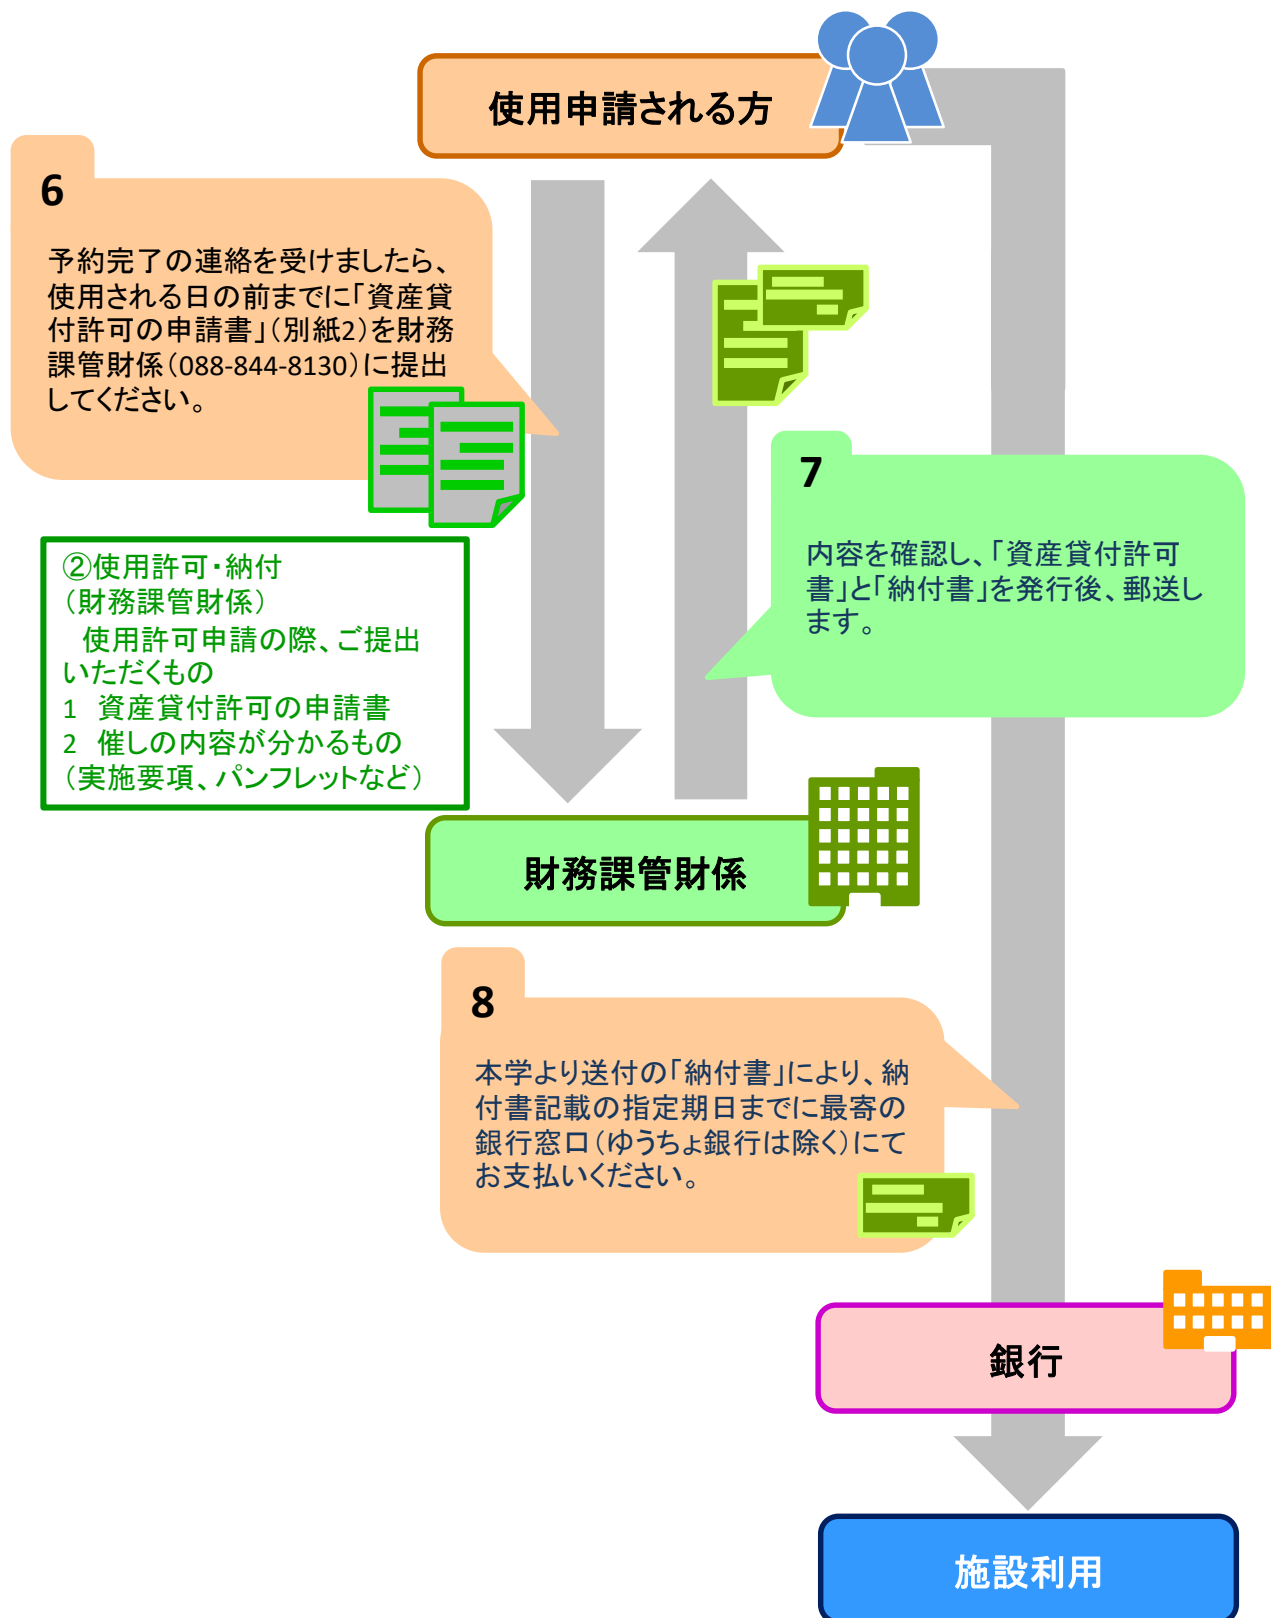 使用申請される方
6
予約完了の連絡を受けましたら、
使用される日の前までに「資産貸
付許可の申請書」（別紙2）を財務
課管財係（088-844-8130）に提出
してください。
7
内容を確認し、「資産貸付許可
書」と「納付書」を発行後、郵送し
ます。
②使用許可・納付
（財務課管財係）
　使用許可申請の際、ご提出
いただくもの
1　資産貸付許可の申請書
2　催しの内容が分かるもの
（実施要項、パンフレットなど）
財務課管財係
8
本学より送付の「納付書」により、納
付書記載の指定期日までに最寄の
銀行窓口（ゆうちょ銀行は除く）にて
お支払いください。
銀行
施設利用